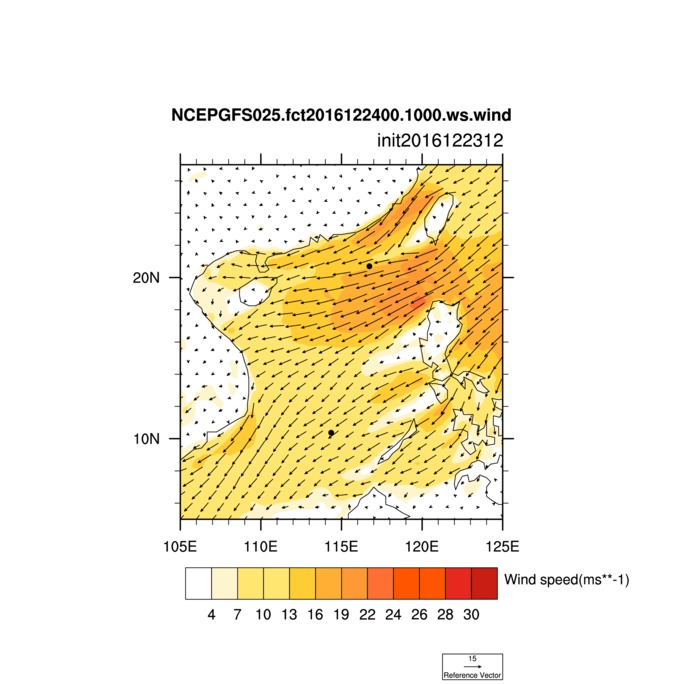 NCEPGFS025.fct2016122400.1000.ws.wind
init2016122312
20N
10N
105E 110E 115E 120E 125E
Wind speed(ms**-1)
4 7 10 13 16 19 22 24 26 28 30
15
Reference Vector